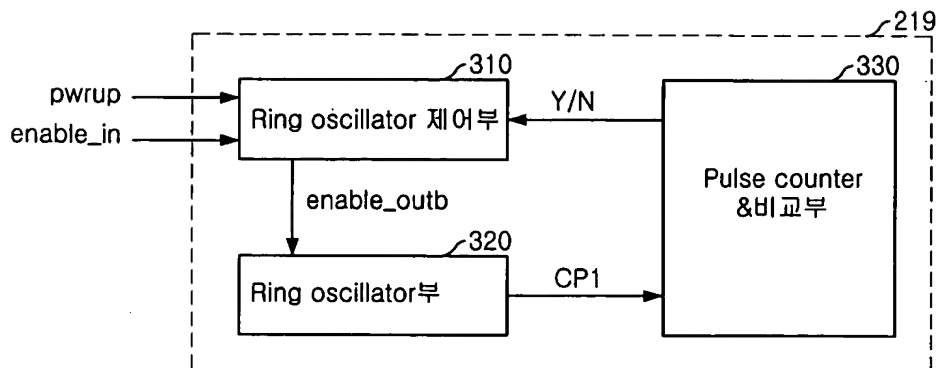 219
310
330
pwrup
Y/N
Ring oscillator 제어부
enable_in
Pulse counter
&비교부
enable_outb
320
CP1
Ring oscillator부